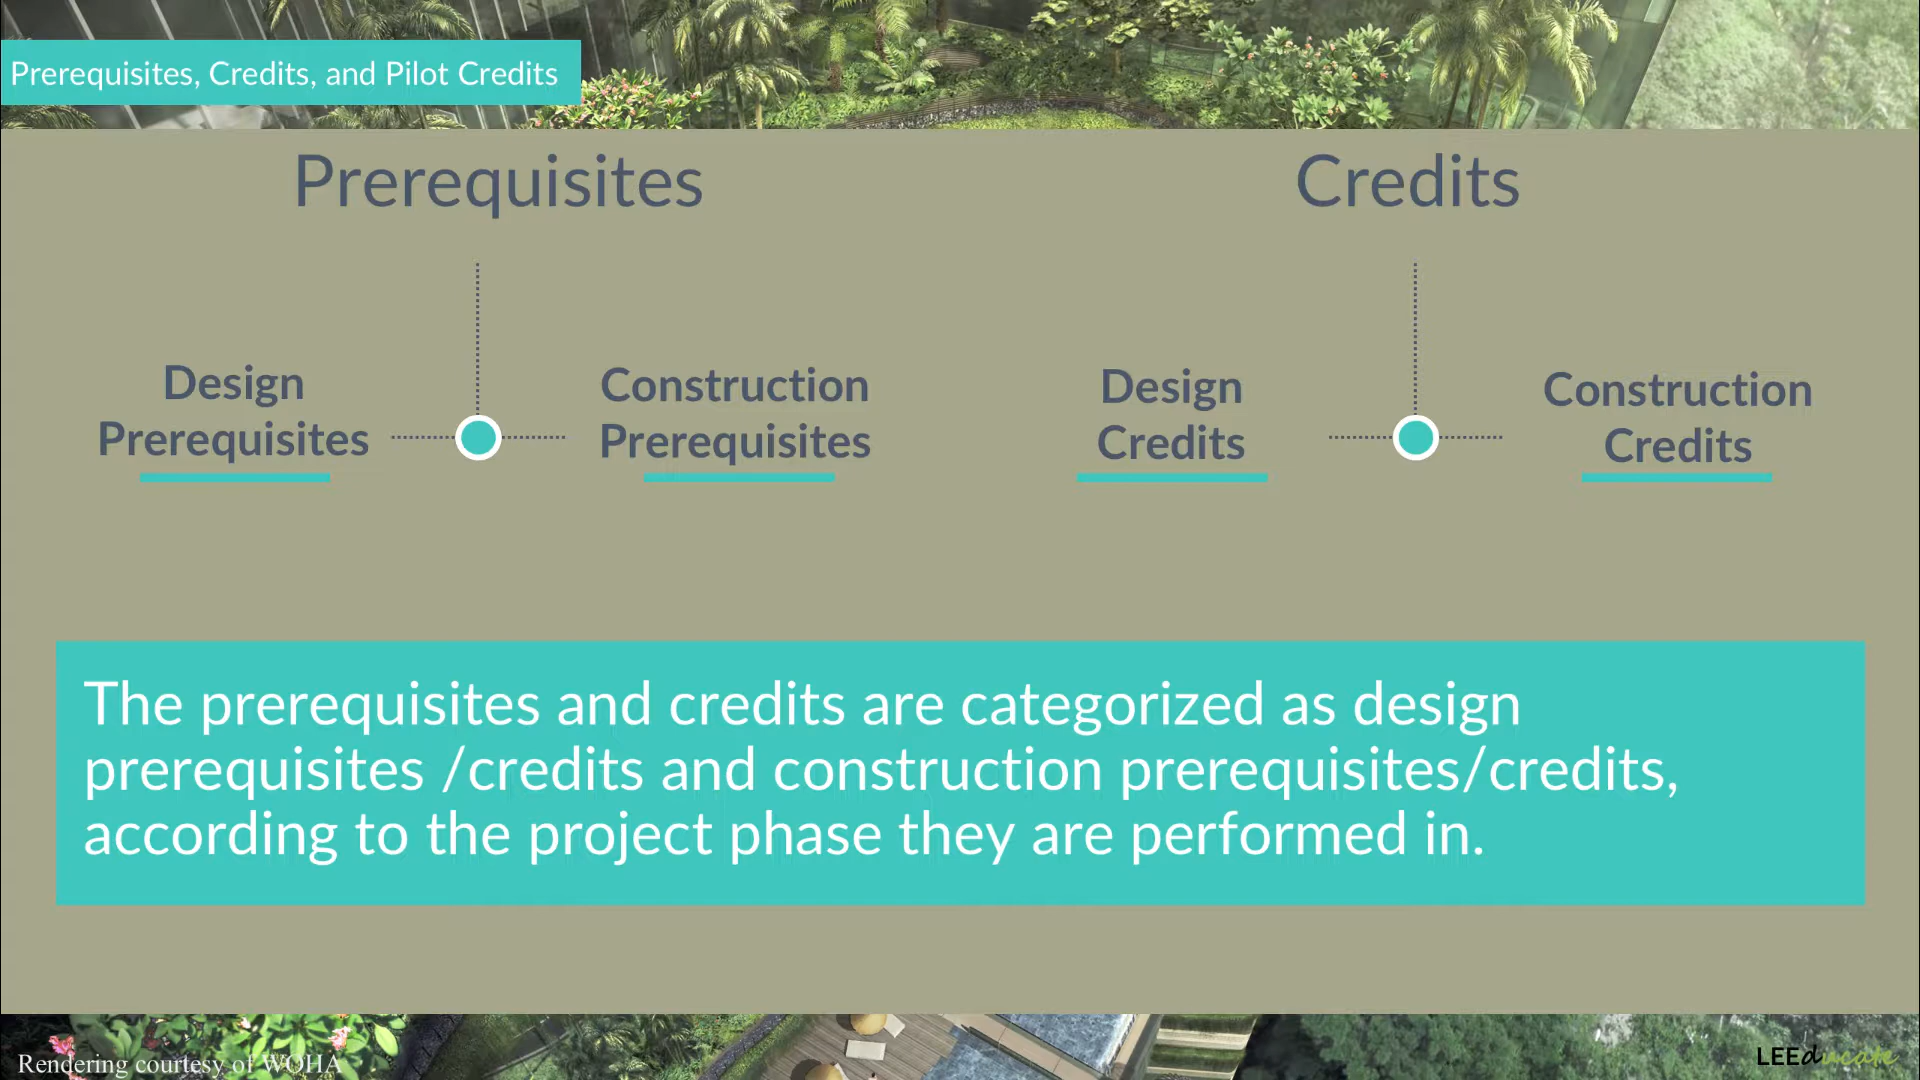 Prerequisites, Credits, and Pilot Credits
Prerequisites
Credits
Design
Prerequisites
Construction
Prerequisites
Design
Credits
Construction
Credits
The prerequisites and credits are categorized as design
prerequisites /credits and construction prerequisites/credits,
according to the project phase they are performed in.
Rendering courtesy of WOHA
LEEducate